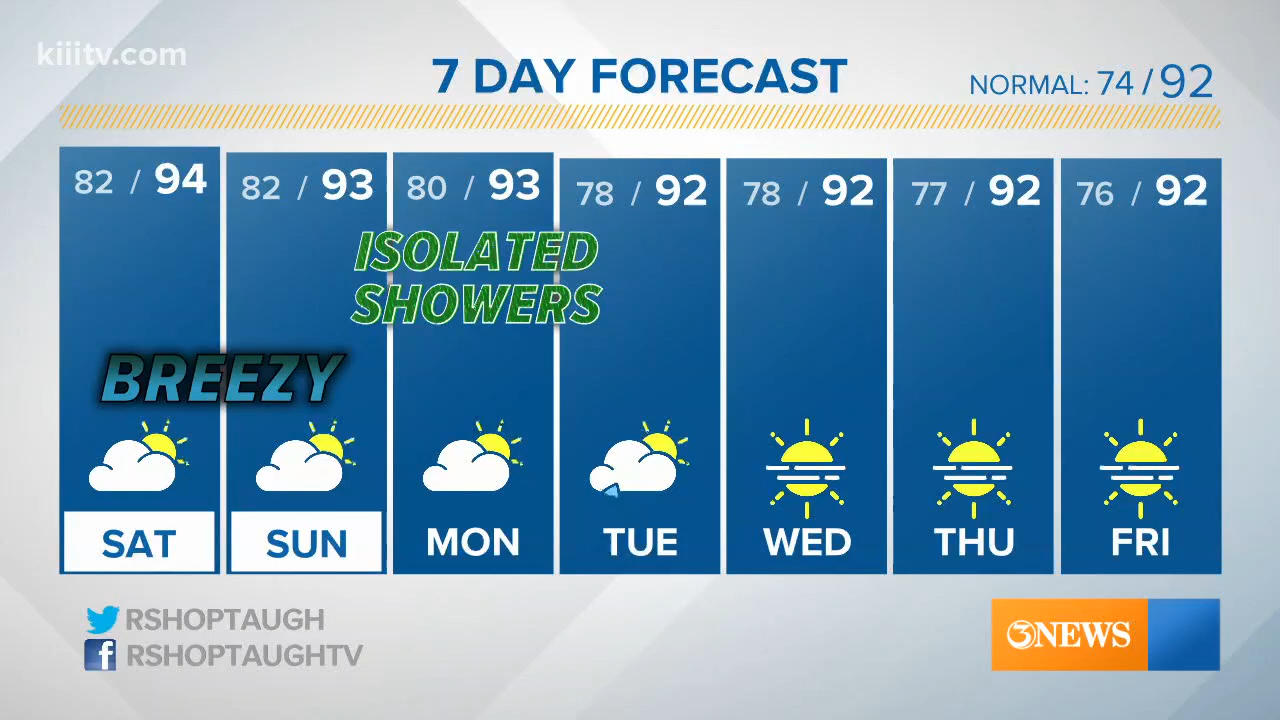 kiiitv.com
7 DAY FORECAST
NORMAL: 74 / 92
82 / 94
82 / 93
80 / 93
78 / 92
78 / 92
77 / 92
76 / 92
ISOLATED
SHOWERS
BREEZY
SAT
SUN
MON
TUE
WED
THU
FRI
RSHOPTAUGH
f RSHOPTAUGHTV
3NEWS